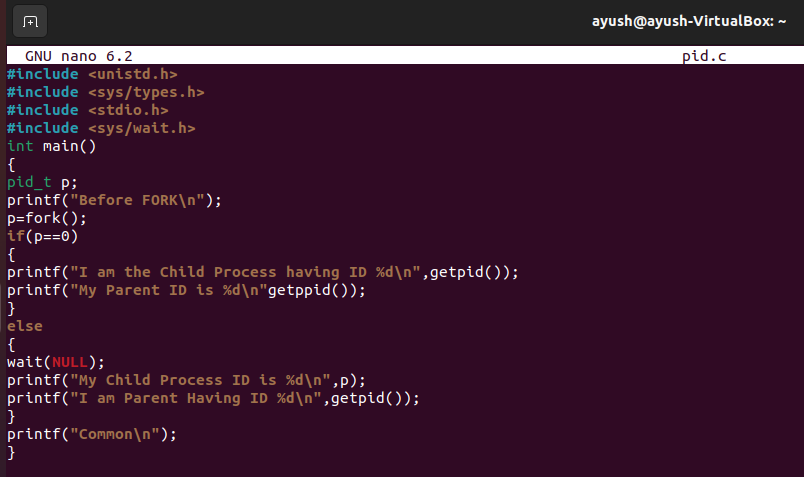 ayush@ayush-VirtualBox: ~
GNU nano 6.2 pid.c
#include <unistd.h>
#include <sys/types.h>
#include <stdio.h>
#include <sys/wait.h>
int main()
{
pid_t p;
printf("Before FORK\n");
p=fork();
if(p==0)
{
printf("I am the Child Process having ID %d\n",getpid());
printf("My Parent ID is %d\n"getppid());
}
else
{
wait(NULL);
printf("My Child Process ID is %d\n",p);
printf("I am Parent Having ID %d\n",getpid());
}
printf("Common\n");
}